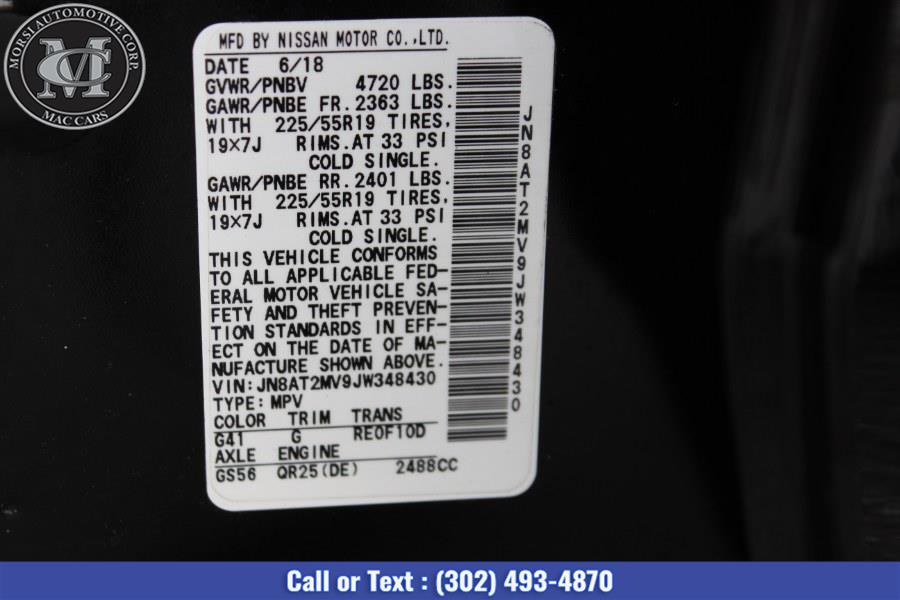 MORSI AUTOMOTIVE CORP.
MC
MAC CARS
MFD BY NISSAN MOTOR CO.,LTD.
DATE 6/18
GVWR/PNBV 4720 LBS.
GAWR/PNBE FR. 2363 LBS.
WITH 225/55R19 TIRES,
19×7J RIMS.AT 33 PSI
COLD SINGLE.
GAWR/PNBE RR. 2401 LBS.
WITH 225/55R19 TIRES,
19×7J RIMS.AT 33 PSI
COLD SINGLE.
THIS VEHICLE CONFORMS
TO ALL APPLICABLE FED-
ERAL MOTOR VEHICLE SA-
FETY AND THEFT PREVEN-
TION STANDARDS IN EFF-
ECT ON THE DATE OF MA-
NUFACTURE SHOWN ABOVE.
VIN: JN8AT2MV9JW348430
TYPE: MPV
COLOR TRIM TRANS
G41 G RE0F10D
AXLE ENGINE
GS56 QR25(DE) 2488CC
JN8AT2MV9JW348430
Call or Text : (302) 493-4870